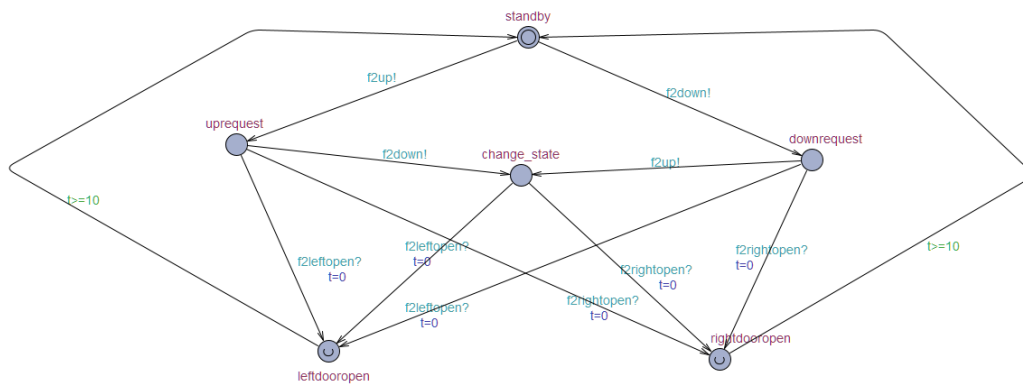 standby
f2up!
f2down!
uprequest
downrequest
f2down!
change_state
f2up!
t>=10
f2leftopen?
t=0
f2leftopen?
t=0
f2rightopen?
t=0
f2rightopen?
t=0
t>=10
f2leftopen?
t=0
f2rightopen?
t=0
rightdooropen
leftdooropen